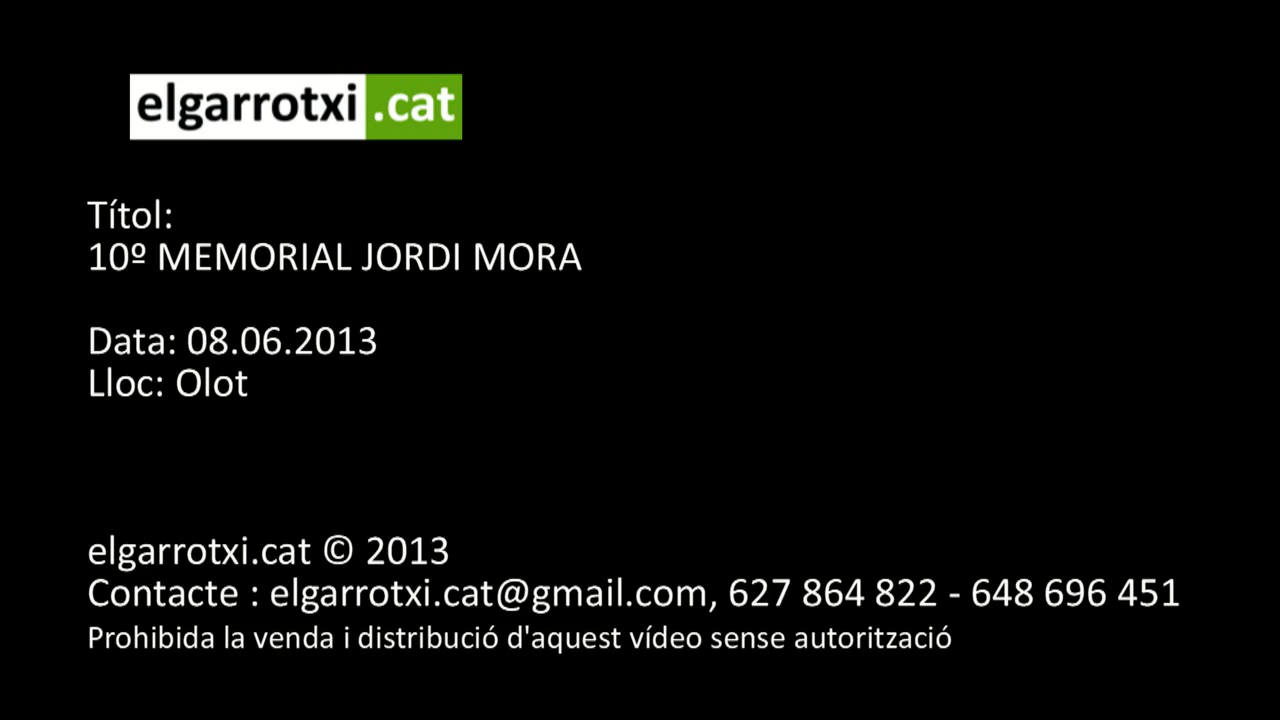 elgarrotxi.cat
Títol:
10º MEMORIAL JORDI MORA
Data: 08.06.2013
Lloc: Olot
elgarrotxi.cat © 2013
Contacte : elgarrotxi.cat@gmail.com, 627 864 822 - 648 696 451
Prohibida la venda i distribució d'aquest vídeo sense autorització